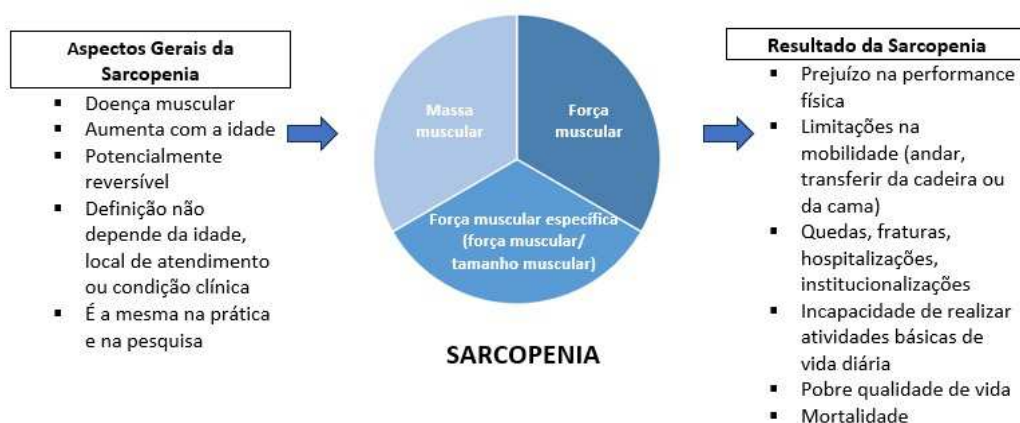 Aspectos Gerais da
Sarcopenia
▪ Doença muscular
▪ Aumenta com a idade
▪ Potencialmente
reversível
▪ Definição não
depende da idade,
local de atendimento
ou condição clínica
▪ É a mesma na prática
e na pesquisa
Massa
muscular
Força
muscular
Força muscular específica
(força muscular/
tamanho muscular)
SARCOPENIA
Resultado da Sarcopenia
▪ Prejuízo na performance
física
▪ Limitações na
mobilidade (andar,
transferir da cadeira ou
da cama)
▪ Quedas, fraturas,
hospitalizações,
institucionalizações
▪ Incapacidade de realizar
atividades básicas de
vida diária
▪ Pobre qualidade de vida
▪ Mortalidade